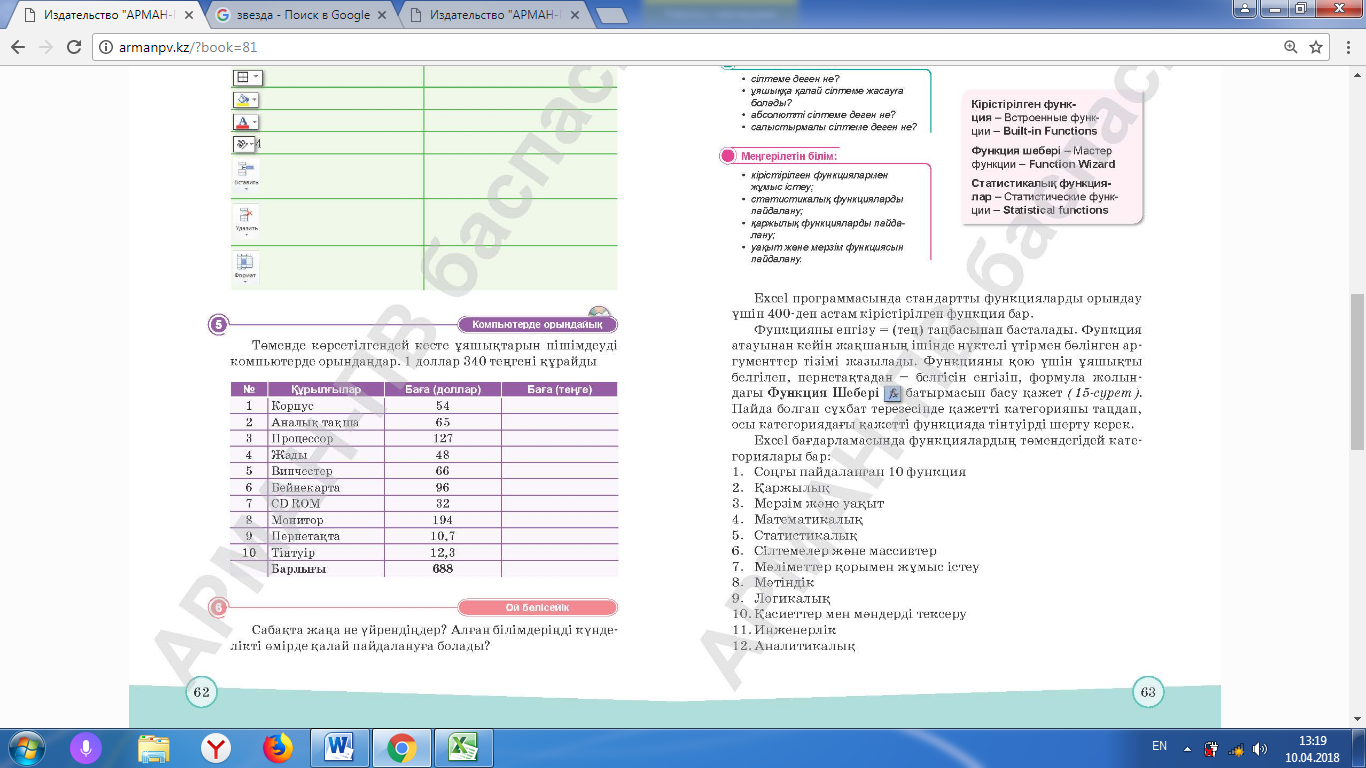 Издательство "АРМАН-П
звезда - Поиск в Google
Издательство "АРМАН-П
armanpv.kz/?book=81
Вставить
Удалить
Формат
5
Компьютерде орындайық
Төменде көрсетілгендей кесте ұяшықтарын пішімдеуді
компьютерде орындаңдар. 1 доллар 340 теңгені құрайды
№ Құрылғылар Баға (доллар) Баға (теңге)
1 Корпус 54
2 Аналық тақша 65
3 Процессор 127
4 Жады 48
5 Винчестер 66
6 Бейнекарта 96
7 CD ROM 32
8 Монитор 194
9 Пернетақта 10,7
10 Тінтуір 12,3
Барлығы 688
6
Ой бөлісейік
Сабақта жаңа не үйрендіңдер? Алған білімдеріңді күнде-
лікті өмірде қалай пайдалануға болады?
62
• сілтеме деген не?
• ұяшыққа қалай сілтеме жасауға
болады?
• абсолютті сілтеме деген не?
• салыстырмалы сілтеме деген не?
Меңгерілетін білім:
• кірістірілген функциялармен
жұмыс істеу;
• статистикалық функцияларды
пайдалану;
• қаржылық функцияларды пайда-
лану;
• уақыт және мерзім функциясын
пайдалану.
Кірістірілген функ-
ция – Встроенные функ-
ции – Built-in Functions
Функция шебері – Мастер
функции – Function Wizard
Статистикалық функция-
лар – Статистические функ-
ции – Statistical functions
Excel программасында стандартты функцияларды орындау
үшін 400-ден астам кірістірілген функция бар.
Функцияны енгізу = (тең) таңбасынан басталады. Функция
атауынан кейін жақшаның ішінде нүктелі үтірмен бөлінген ар-
гументтер тізімі жазылады. Функцияны қою үшін ұяшықты
белгілеп, пернетақтадан = белгісін енгізіп, формула жолын-
дағы Функция Шебері fx батырмасын басу қажет (15-сурет).
Пайда болған сұхбат терезесінде қажетті категорияны таңдап,
осы категориядағы қажетті функцияда тінтуірді шерту керек.
Excel бағдарламасында функциялардың төмендегідей кате-
гориялары бар:
1. Соңғы пайдаланған 10 функция
2. Қаржылық
3. Мерзім және уақыт
4. Математикалық
5. Статистикалық
6. Сілтемелер және массивтер
7. Мәліметтер қорымен жұмыс істеу
8. Мәтіндік
9. Логикалық
10. Қасиеттер мен мәндерді тексеру
11. Инженерлік
12. Аналитикалық
63
АРМАН-ПВ баспасы
АРМАН-ПВ баспасы
EN
13:19
10.04.2018